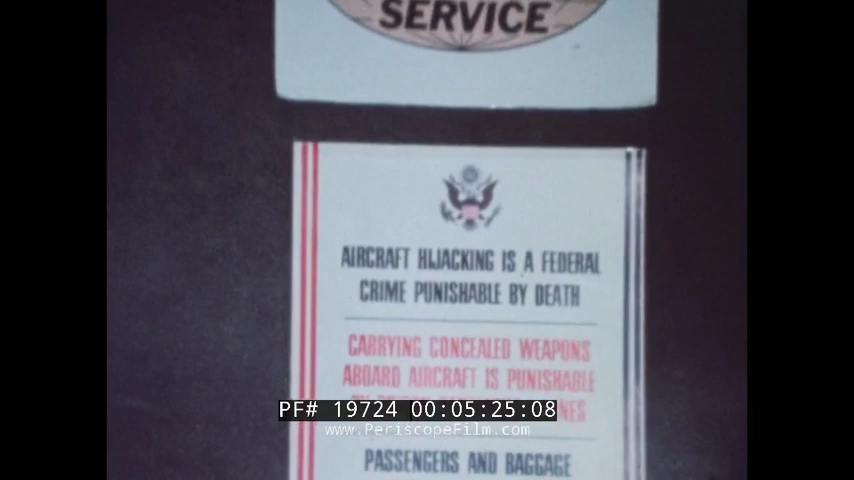 SERVICE
AIRCRAFT HIJACKING IS A FEDERAL
CRIME PUNISHABLE BY DEATH
CARRYING CONCEALED WEAPONS
ABOARD AIRCRAFT IS PUNISHABLE
PF# 19724 00:05:25:08
www.PeriscopeFilm.com
PASSENGERS AND BAGGAGE